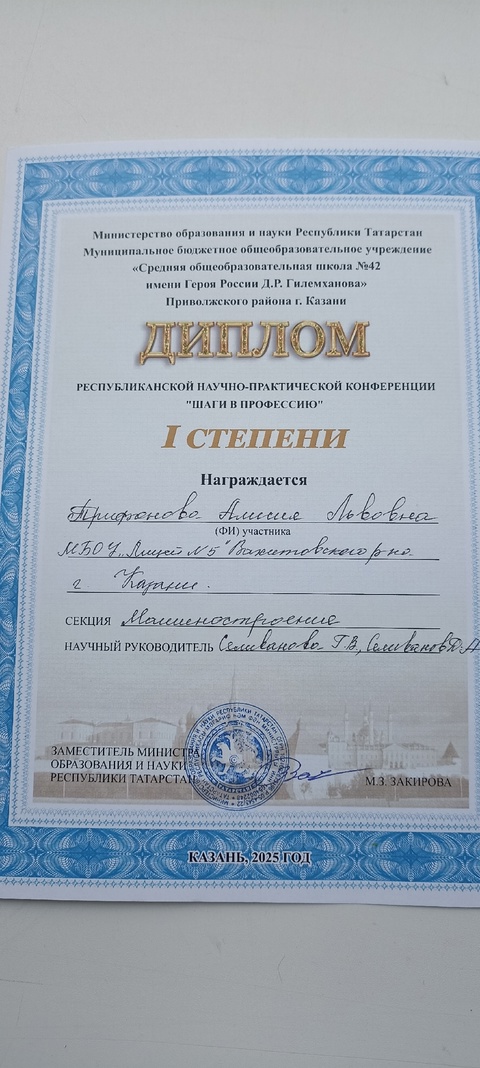 Министерство образования и науки Республики Татарстан
Муниципальное бюджетное общеобразовательное учреждение
«Средняя общеобразовательная школа №42
имени Героя России Д.Р. Гилемханова»
Приволжского района г. Казани
ДИПЛОМ
РЕСПУБЛИКАНСКОЙ НАУЧНО-ПРАКТИЧЕСКОЙ КОНФЕРЕНЦИИ
"ШАГИ В ПРОФЕССИЮ"
I СТЕПЕНИ
Награждается
Трифонова Алисия Львовна
(ФИ) участника
МБОУ "Лицей №5" Вахитовского р-на
г. Казани.
СЕКЦИЯ Машиностроение
НАУЧНЫЙ РУКОВОДИТЕЛЬ Селиванова Г.В, Селиванов Д.А
ЗАМЕСТИТЕЛЬ МИНИСТРА
ОБРАЗОВАНИЯ И НАУКИ
РЕСПУБЛИКИ ТАТАРСТАН
М.З. ЗАКИРОВА
КАЗАНЬ, 2025 ГОД